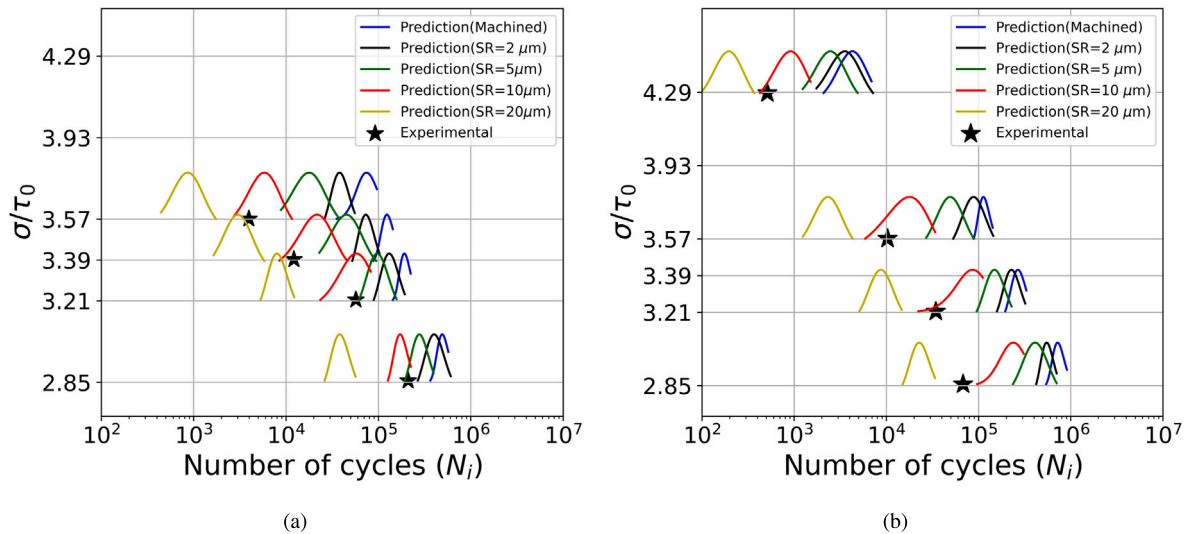 Prediction(Machined)
Prediction(SR=2 μm)
Prediction(SR=5μm)
Prediction(SR=10μm)
Prediction(SR=20μm)
Experimental
4.29
3.93
3.57
3.39
3.21
2.85
σ/τ0
10^2
10^3
10^4
10^5
10^6
10^7
Number of cycles (Ni)
(a)
Prediction(Machined)
Prediction(SR=2 μm)
Prediction(SR=5 μm)
Prediction(SR=10 μm)
Prediction(SR=20 μm)
Experimental
4.29
3.93
3.57
3.39
3.21
2.85
σ/τ0
10^2
10^3
10^4
10^5
10^6
10^7
Number of cycles (Ni)
(b)